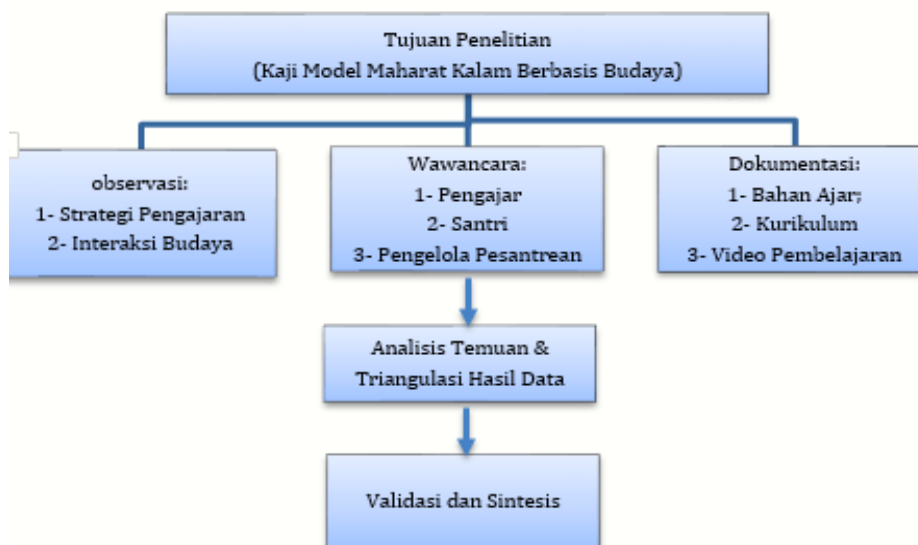 Tujuan Penelitian
(Kaji Model Maharat Kalam Berbasis Budaya)
observasi:
1- Strategi Pengajaran
2- Interaksi Budaya
Wawancara:
1- Pengajar
2- Santri
3- Pengelola Pesantrean
Dokumentasi:
1- Bahan Ajar;
2- Kurikulum
3- Video Pembelajaran
Analisis Temuan &
Triangulasi Hasil Data
Validasi dan Sintesis